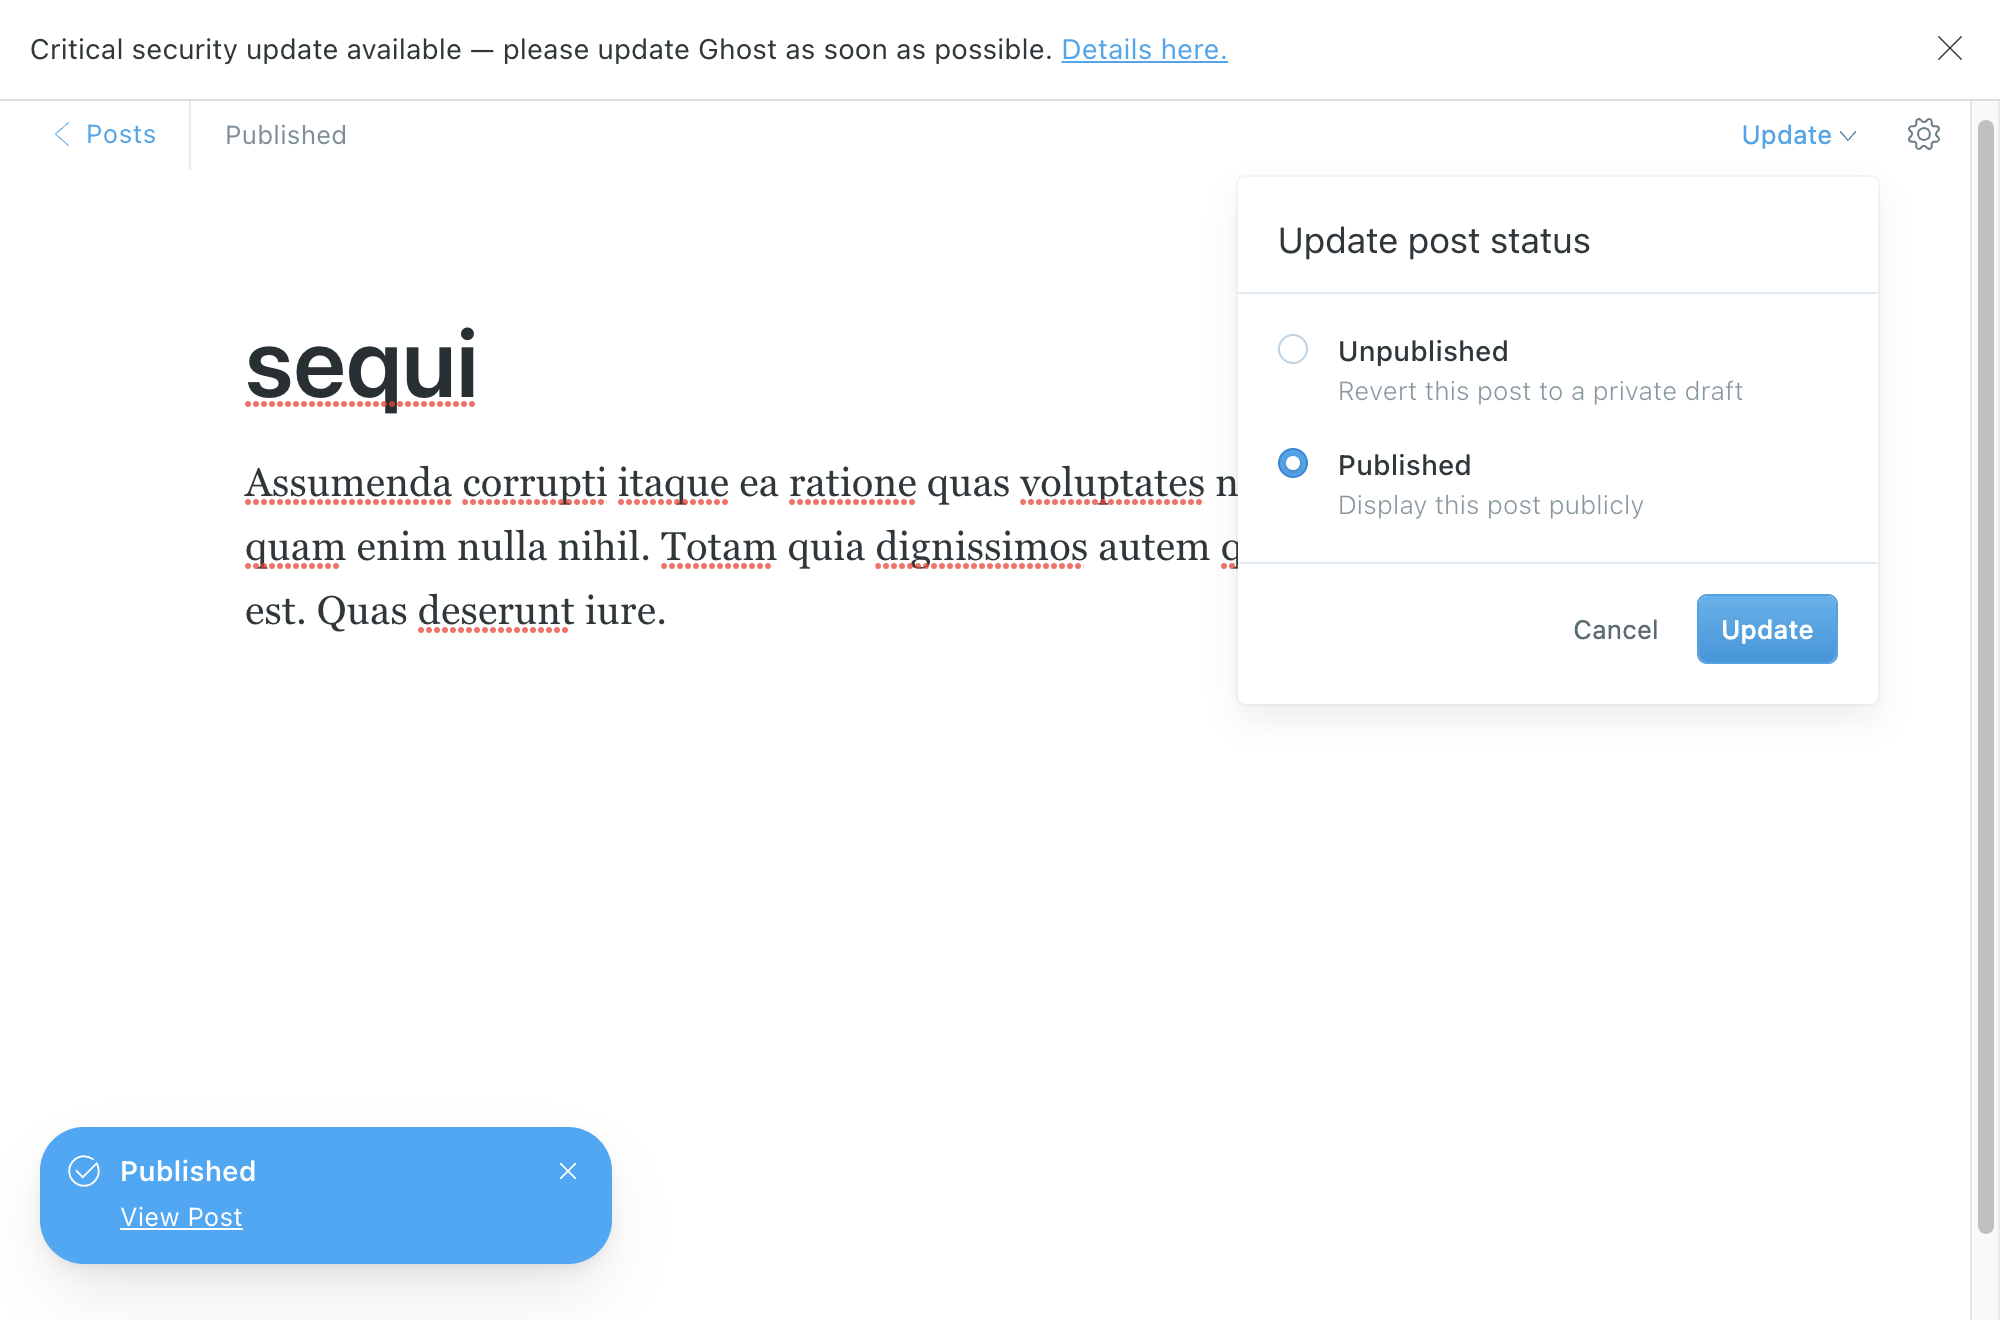 Critical security update available — please update Ghost as soon as possible. Details here.
Posts
Published
Update
Update post status
Unpublished
Revert this post to a private draft
Published
Display this post publicly
Cancel
Update
sequi
Assumenda corrupti itaque ea ratione quas voluptates
quam enim nulla nihil. Totam quia dignissimos autem
est. Quas deserunt iure.
Published
View Post